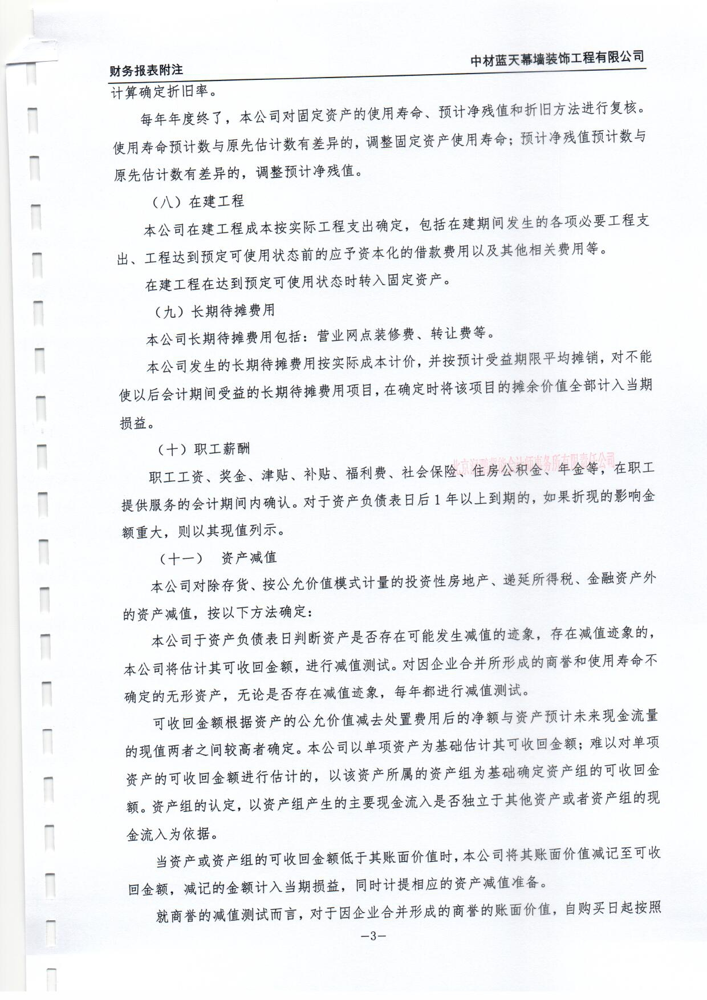 财务报表附注
中材蓝天幕墙装饰工程有限公司
计算确定折旧率。
每年年度终了，本公司对固定资产的使用寿命、预计净残值和折旧方法进行复核。
使用寿命预计数与原先估计数有差异的，调整固定资产使用寿命；预计净残值预计数与
原先估计数有差异的，调整预计净残值。
（八）在建工程
本公司在建工程成本按实际工程支出确定，包括在建期间发生的各项必要工程支
出、工程达到预定可使用状态前的应予资本化的借款费用以及其他相关费用等。
在建工程在达到预定可使用状态时转入固定资产。
（九）长期待摊费用
本公司长期待摊费用包括：营业网点装修费、转让费等。
本公司发生的长期待摊费用按实际成本计价，并按预计受益期限平均摊销，对不能
使以后会计期间受益的长期待摊费用项目，在确定时将该项目的摊余价值全部计入当期
损益。
（十）职工薪酬
职工工资、奖金、津贴、补贴、福利费、社会保险、住房公积金、年金等，在职工
提供服务的会计期间内确认。对于资产负债表日后1年以上到期的，如果折现的影响金
额重大，则以其现值列示。
（十一） 资产减值
本公司对除存货、按公允价值模式计量的投资性房地产、递延所得税、金融资产外
的资产减值，按以下方法确定：
本公司于资产负债表日判断资产是否存在可能发生减值的迹象，存在减值迹象的，
本公司将估计其可收回金额，进行减值测试。对因企业合并所形成的商誉和使用寿命不
确定的无形资产，无论是否存在减值迹象，每年都进行减值测试。
可收回金额根据资产的公允价值减去处置费用后的净额与资产预计未来现金流量
的现值两者之间较高者确定。本公司以单项资产为基础估计其可收回金额；难以对单项
资产的可收回金额进行估计的，以该资产所属的资产组为基础确定资产组的可收回金
额。资产组的认定，以资产组产生的主要现金流入是否独立于其他资产或者资产组的现
金流入为依据。
当资产或资产组的可收回金额低于其账面价值时，本公司将其账面价值减记至可收
回金额，减记的金额计入当期损益，同时计提相应的资产减值准备。
就商誉的减值测试而言，对于因企业合并形成的商誉的账面价值，自购买日起按照
—3—